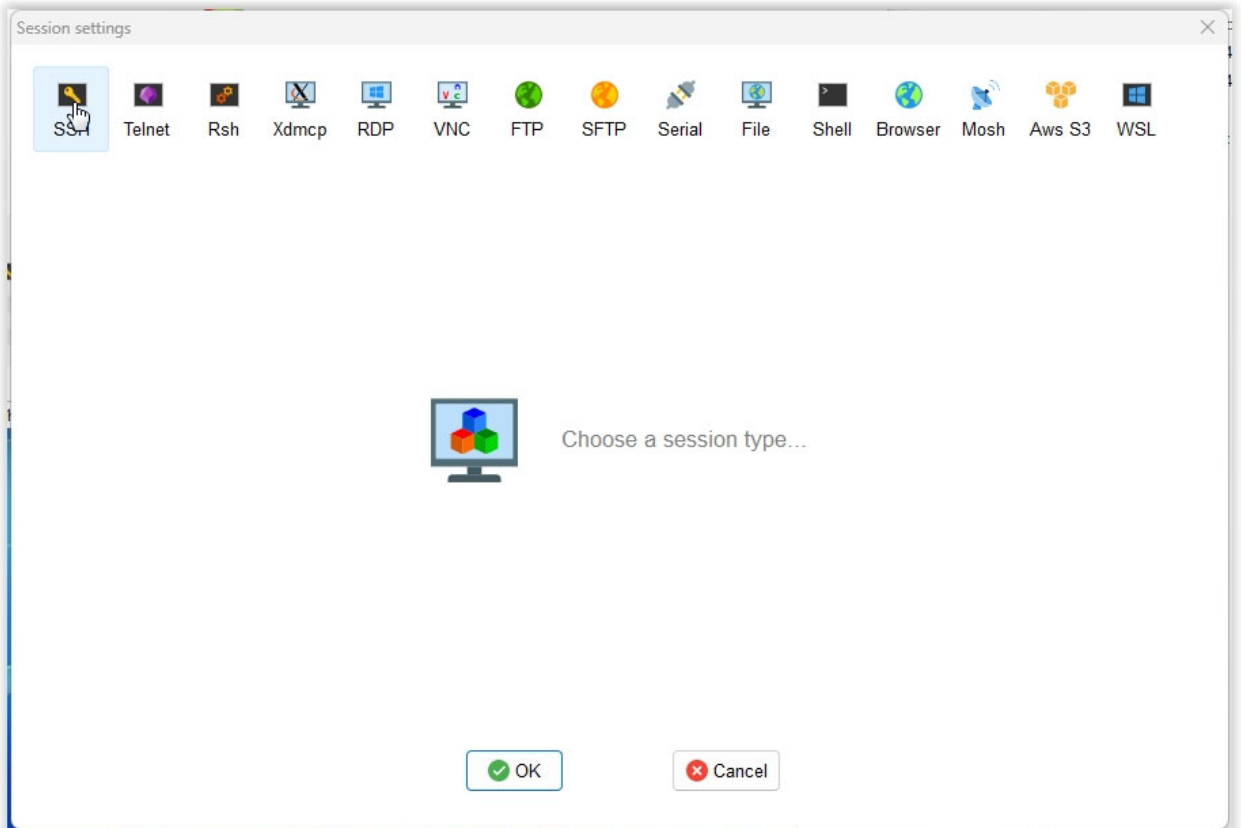 Session settings
SSH Telnet Rsh Xdmcp RDP VNC FTP SFTP Serial File Shell Browser Mosh Aws S3 WSL
Choose a session type...
OK Cancel